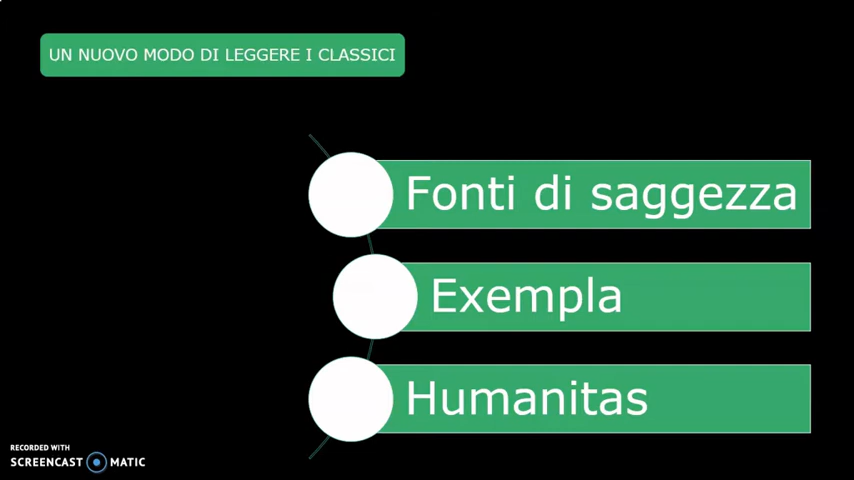 UN NUOVO MODO DI LEGGERE I CLASSICI
Fonti di saggezza
Exempla
Humanitas
RECORDED WITH
SCREENCAST MATIC